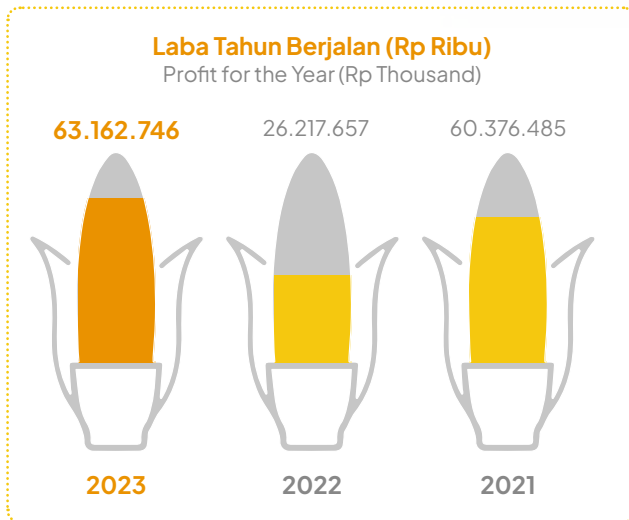 Laba Tahun Berjalan (Rp Ribu)
Profit for the Year (Rp Thousand)
63.162.746 26.217.657 60.376.485
2023 2022 2021